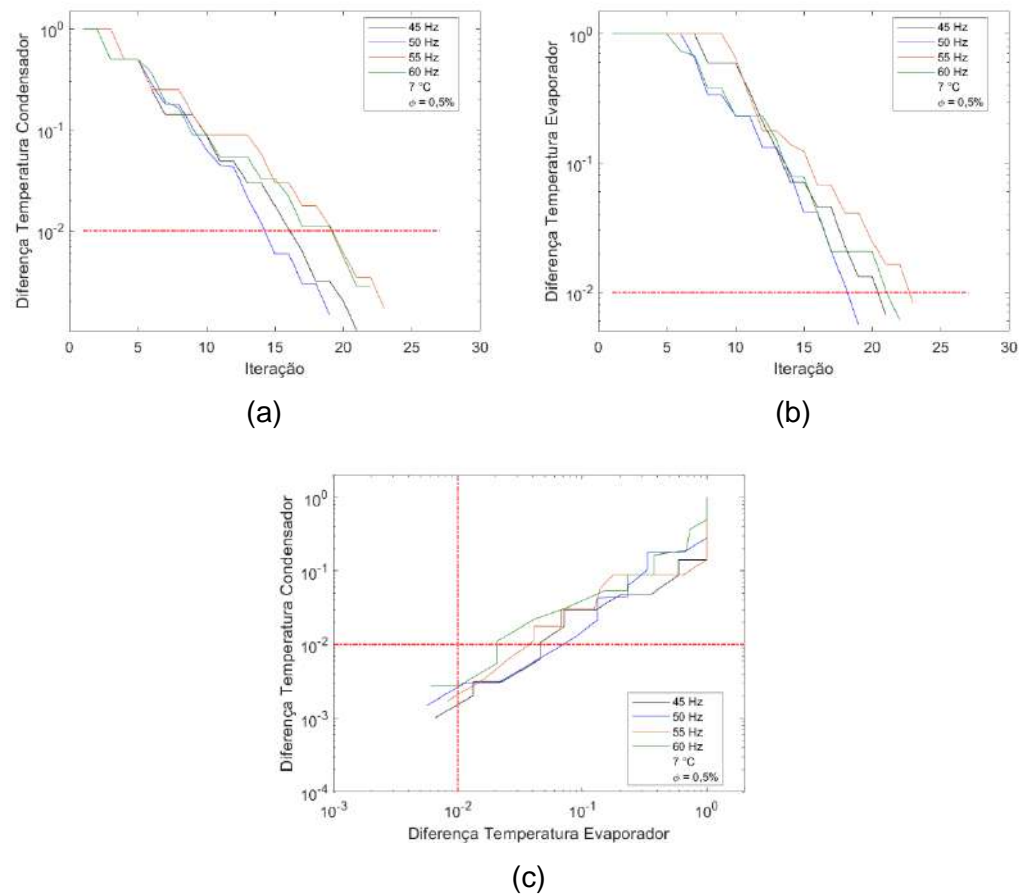 Diferença Temperatura Condensador
10^0
10^-1
10^-2
0 5 10 15 20 25 30
Iteração
45 Hz
50 Hz
55 Hz
60 Hz
7 °C
ϕ = 0,5%
(a)
Diferença Temperatura Evaporador
10^0
10^-1
10^-2
0 5 10 15 20 25 30
Iteração
45 Hz
50 Hz
55 Hz
60 Hz
7 °C
ϕ = 0,5%
(b)
Diferença Temperatura Condensador
10^0
10^-1
10^-2
10^-3
10^-4
10^-3 10^-2 10^-1 10^0
Diferença Temperatura Evaporador
45 Hz
50 Hz
55 Hz
60 Hz
7 °C
ϕ = 0,5%
(c)